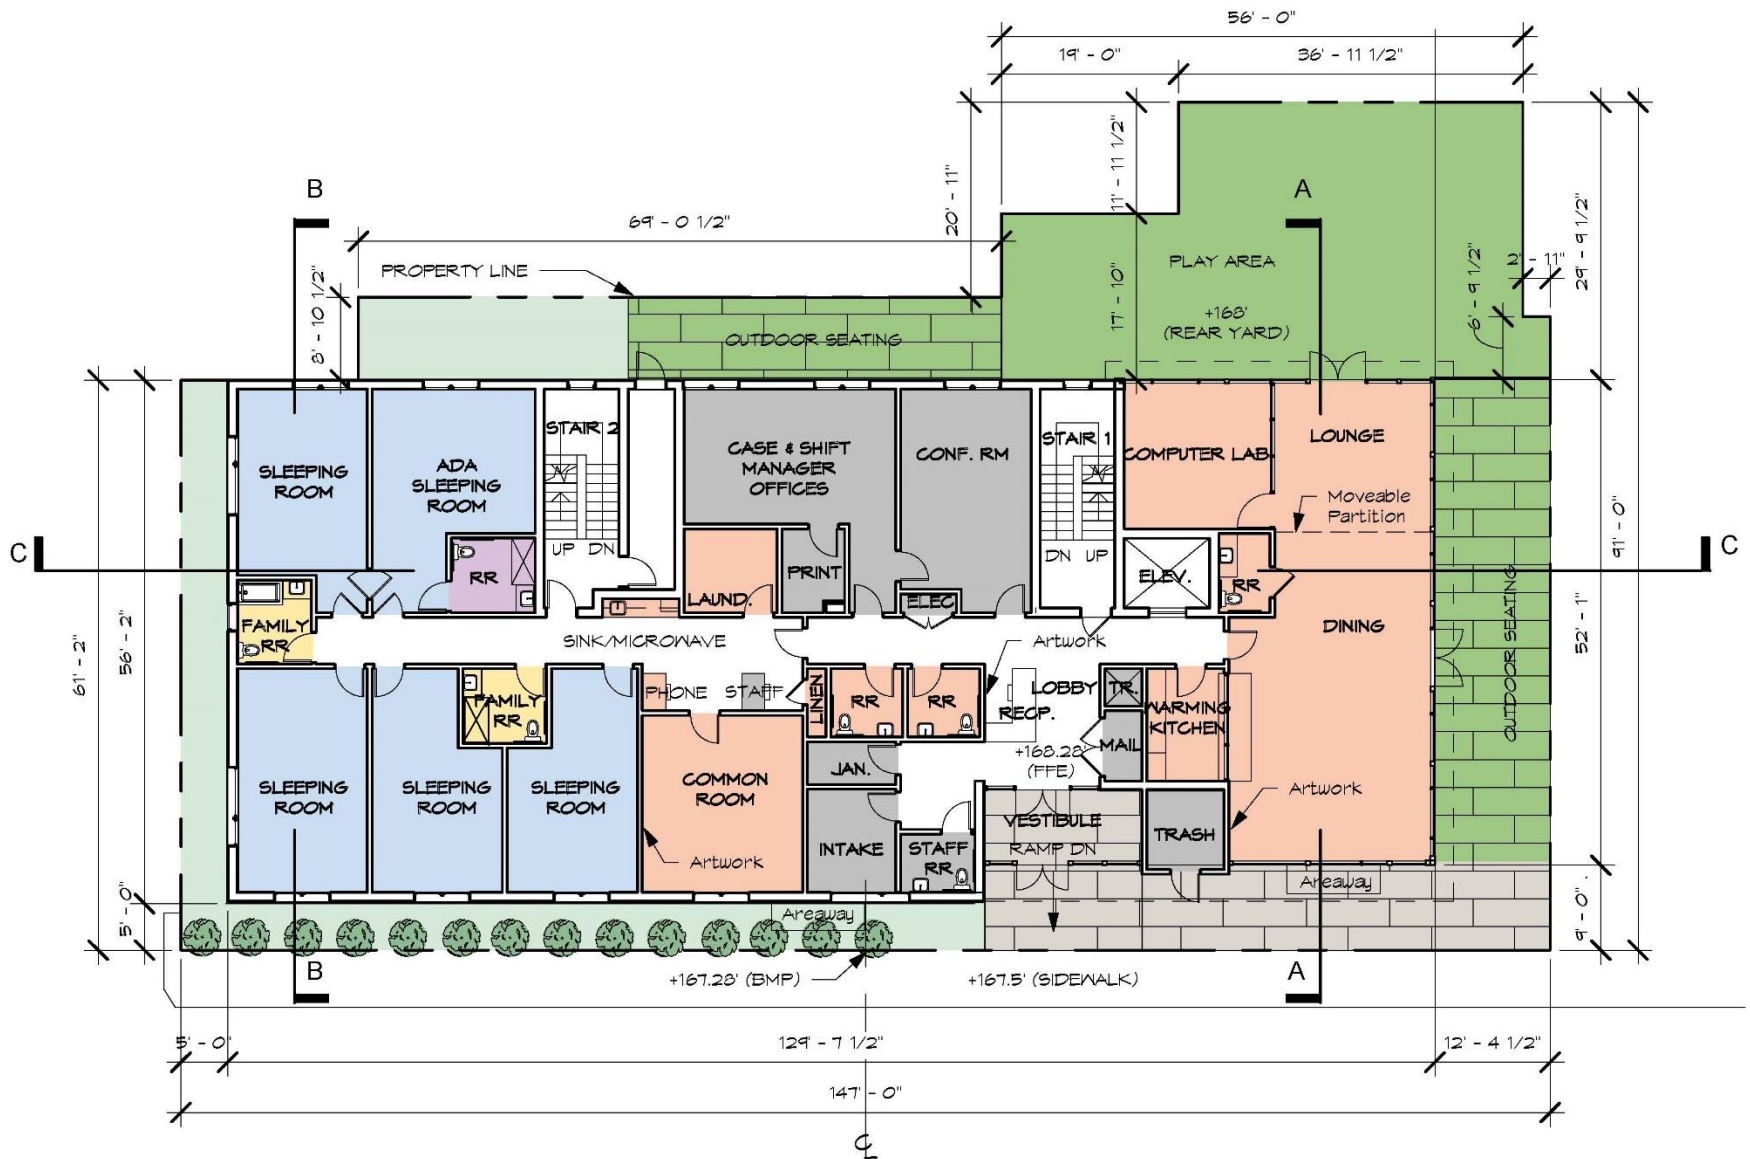 56' - 0"
19' - 0"
36' - 11 1/2"
B
A
69' - 0 1/2"
20' - 11"
11' - 11 1/2"
29' - 9 1/2"
PROPERTY LINE
PLAY AREA
2' - 11"
8' - 10 1/2"
17' - 10"
+168'
(REAR YARD)
6' - 9 1/2"
OUTDOOR SEATING
STAIR 2
CASE & SHIFT
MANAGER
OFFICES
CONF. RM
STAIR 1
COMPUTER LAB
LOUNGE
SLEEPING
ROOM
ADA
SLEEPING
ROOM
Moveable
Partition
91' - 0"
C
UP DN
DN UP
C
RR
LAUND.
PRINT
ELEV.
RR
ELEC
FAMILY
RR
SINK/MICROWAVE
Artwork
DINING
OUTDOOR SEATING
52' - 1"
61' - 2"
56' - 2"
PHONE
STAFF
LINEN
RR
RR
LOBBY
RECP.
TR.
WARMING
KITCHEN
FAMILY
RR
MAIL
+168.28'
(FFE)
JAN.
SLEEPING
ROOM
SLEEPING
ROOM
SLEEPING
ROOM
COMMON
ROOM
Artwork
VESTIBULE
TRASH
INTAKE
STAFF
RR
RAMP DN
Artwork
Areaway
Areaway
5' - 0"
9' - 0"
B
+167.28' (BMP)
+167.5' (SIDEWALK)
A
5' - 0"
129' - 7 1/2"
12' - 4 1/2"
147' - 0"